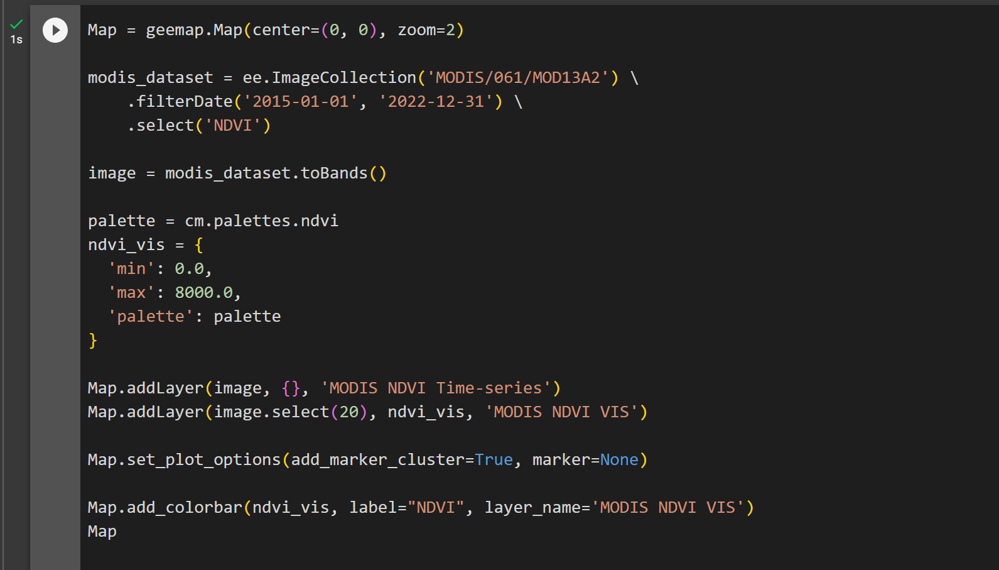 1s
Map = geemap.Map(center=(0, 0), zoom=2)
modis_dataset = ee.ImageCollection('MODIS/061/MOD13A2') \
    .filterDate('2015-01-01', '2022-12-31') \
    .select('NDVI')
image = modis_dataset.toBands()
palette = cm.palettes.ndvi
ndvi_vis = {
  'min': 0.0,
  'max': 8000.0,
  'palette': palette
}
Map.addLayer(image, {}, 'MODIS NDVI Time-series')
Map.addLayer(image.select(20), ndvi_vis, 'MODIS NDVI VIS')
Map.set_plot_options(add_marker_cluster=True, marker=None)
Map.add_colorbar(ndvi_vis, label="NDVI", layer_name='MODIS NDVI VIS')
Map